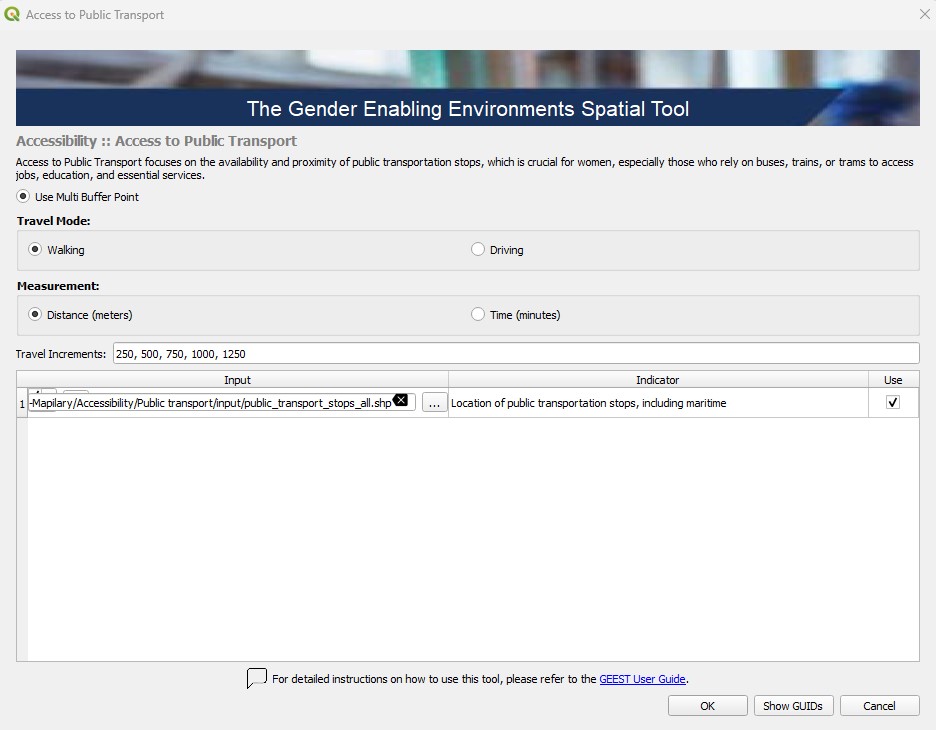 Access to Public Transport
The Gender Enabling Environments Spatial Tool
Accessibility :: Access to Public Transport
Access to Public Transport focuses on the availability and proximity of public transportation stops, which is crucial for women, especially those who rely on buses, trains, or trams to access
jobs, education, and essential services.
Use Multi Buffer Point
Travel Mode:
Walking Driving
Measurement:
Distance (meters) Time (minutes)
Travel Increments: 250, 500, 750, 1000, 1250
Input Indicator Use
1 -Mapilary/Accessibility/Public transport/input/public_transport_stops_all.shp ... Location of public transportation stops, including maritime
For detailed instructions on how to use this tool, please refer to the GEEST User Guide.
OK Show GUIDs Cancel